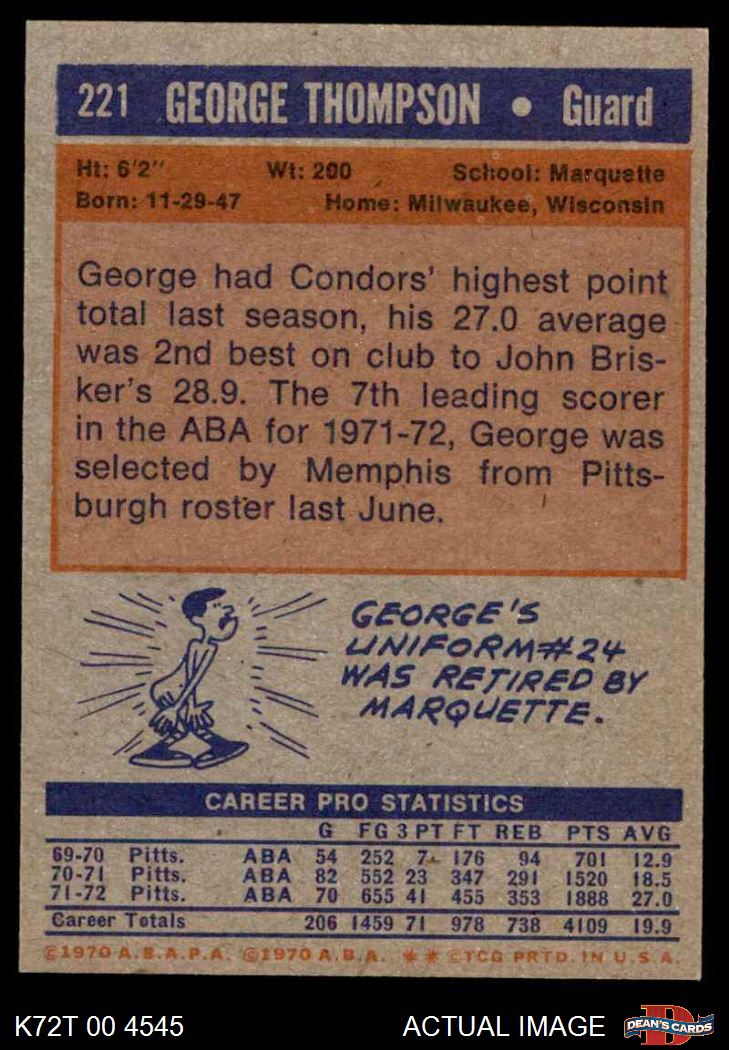 221 GEORGE THOMPSON • Guard
Ht: 6'2" Wt: 200 School: Marquette
Born: 11-29-47 Home: Milwaukee, Wisconsin
George had Condors' highest point
total last season, his 27.0 average
was 2nd best on club to John Bris-
ker's 28.9. The 7th leading scorer
in the ABA for 1971-72, George was
selected by Memphis from Pitts-
burgh roster last June.
GEORGE'S
UNIFORM #24
WAS RETIRED BY
MARQUETTE.
CAREER PRO STATISTICS
G FG 3 PT FT REB PTS AVG
69-70 Pitts. ABA 54 252 7 176 94 701 12.9
70-71 Pitts. ABA 82 552 23 347 291 1520 18.5
71-72 Pitts. ABA 70 655 41 455 353 1888 27.0
Career Totals 206 1459 71 978 738 4109 19.9
©1970 A.B.A.P.A. ©1970 A.B.A. ** ©TCG PRTD. IN U.S.A.
K72T 00 4545 ACTUAL IMAGE DEAN'S CARDS